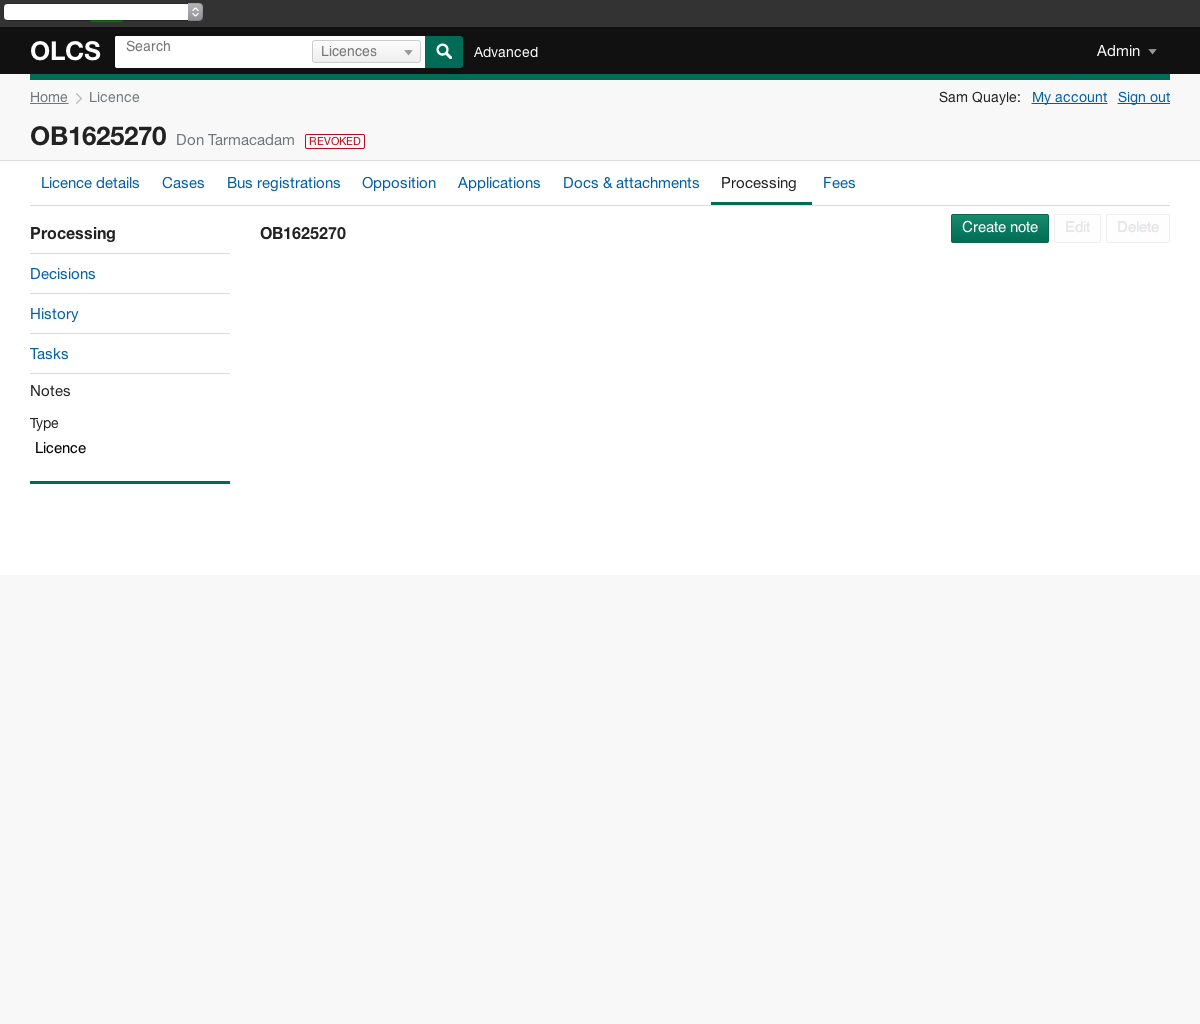 OLCS Search Licences Advanced Admin
Home Licence Sam Quayle: My account Sign out
OB1625270 Don Tarmacadam REVOKED
Licence details Cases Bus registrations Opposition Applications Docs & attachments Processing Fees
Processing
Decisions
History
Tasks
Notes
Type
Licence
OB1625270
Create note Edit Delete